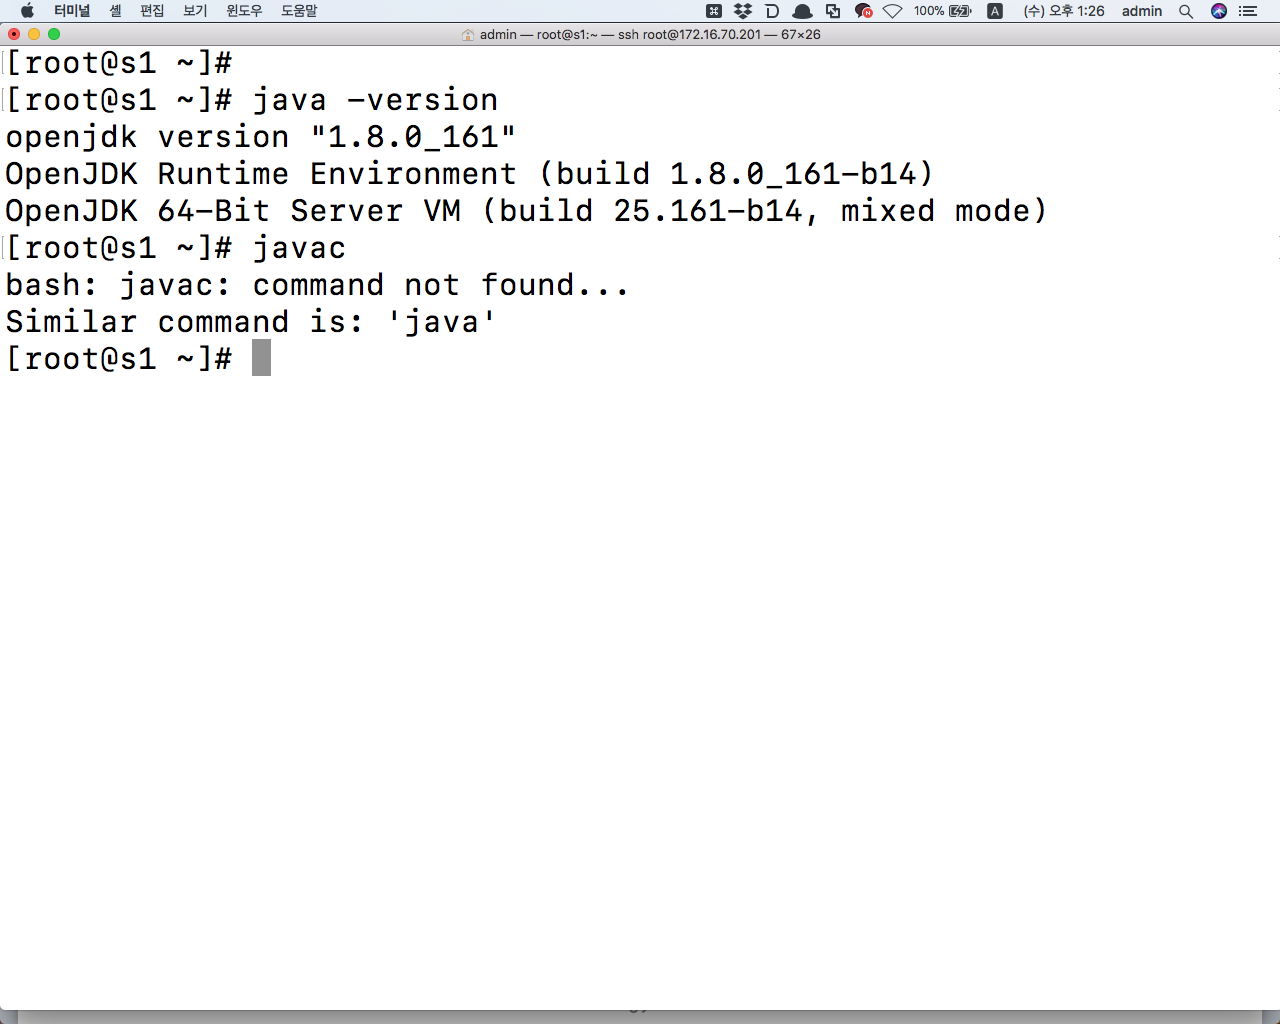 터미널 셸 편집 보기 윈도우 도움말 100% A (수) 오후 1:26 admin
admin — root@s1:~ — ssh root@172.16.70.201 — 67×26
[root@s1 ~]#
[root@s1 ~]# java -version
openjdk version "1.8.0_161"
OpenJDK Runtime Environment (build 1.8.0_161-b14)
OpenJDK 64-Bit Server VM (build 25.161-b14, mixed mode)
[root@s1 ~]# javac
bash: javac: command not found...
Similar command is: 'java'
[root@s1 ~]#